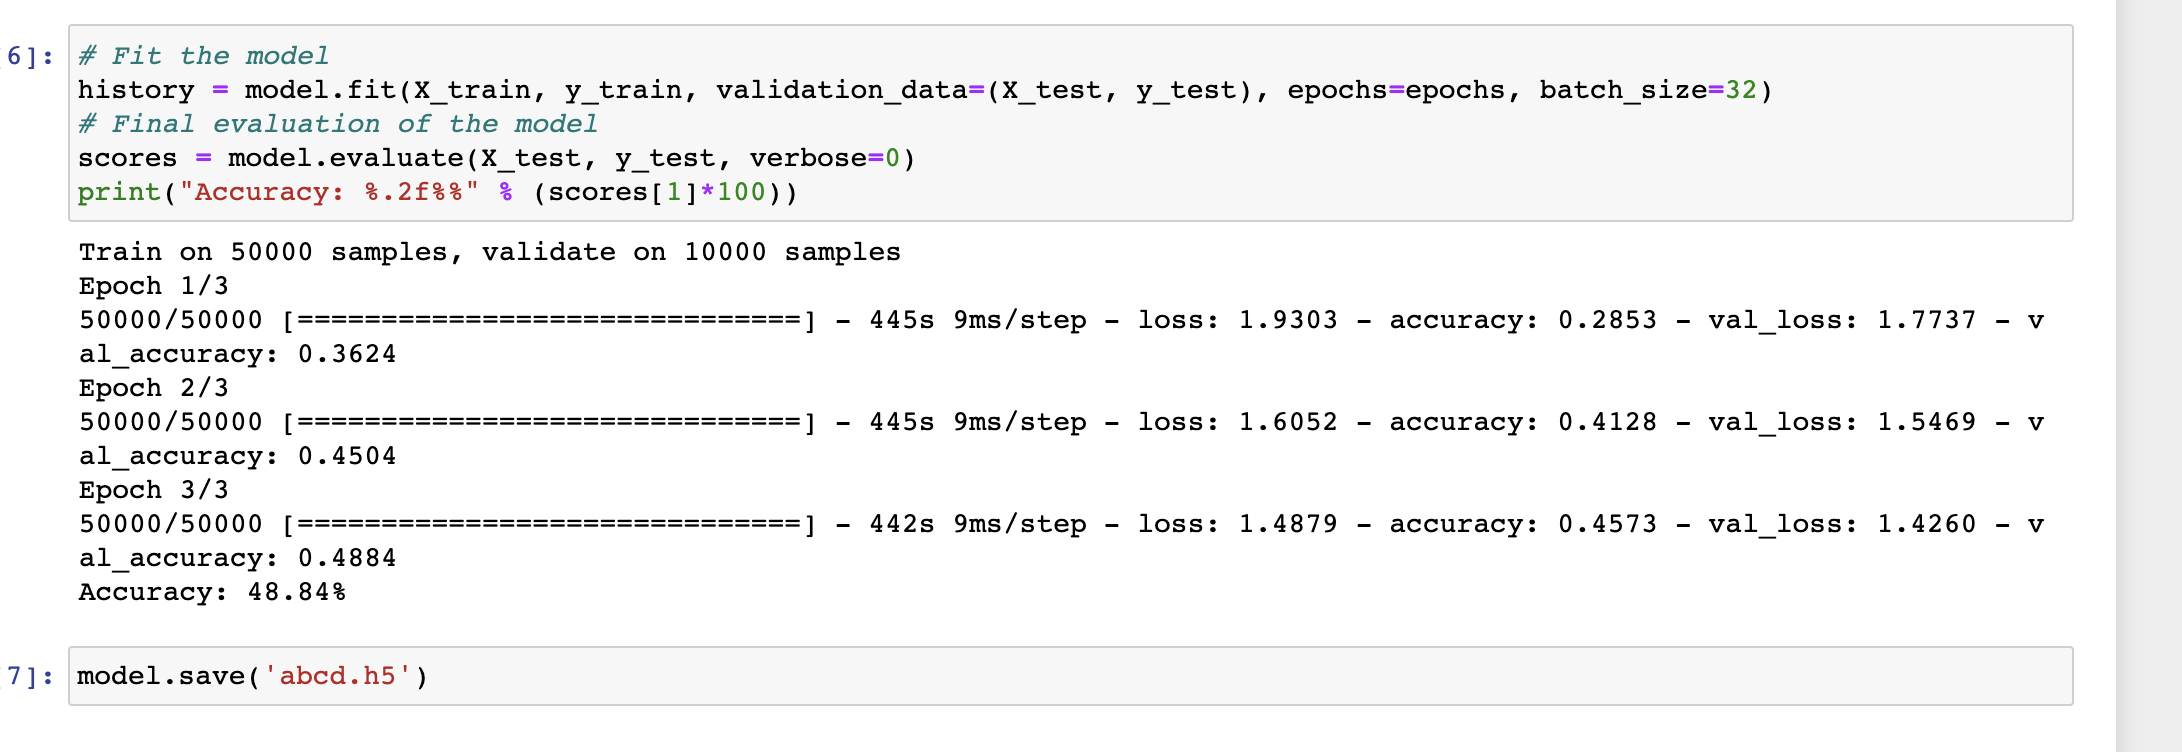 6]:
# Fit the model
history = model.fit(X_train, y_train, validation_data=(X_test, y_test), epochs=epochs, batch_size=32)
# Final evaluation of the model
scores = model.evaluate(X_test, y_test, verbose=0)
print("Accuracy: %.2f%%" % (scores[1]*100))
Train on 50000 samples, validate on 10000 samples
Epoch 1/3
50000/50000 [==============================] - 445s 9ms/step - loss: 1.9303 - accuracy: 0.2853 - val_loss: 1.7737 - v
al_accuracy: 0.3624
Epoch 2/3
50000/50000 [==============================] - 445s 9ms/step - loss: 1.6052 - accuracy: 0.4128 - val_loss: 1.5469 - v
al_accuracy: 0.4504
Epoch 3/3
50000/50000 [==============================] - 442s 9ms/step - loss: 1.4879 - accuracy: 0.4573 - val_loss: 1.4260 - v
al_accuracy: 0.4884
Accuracy: 48.84%
7]:
model.save('abcd.h5')